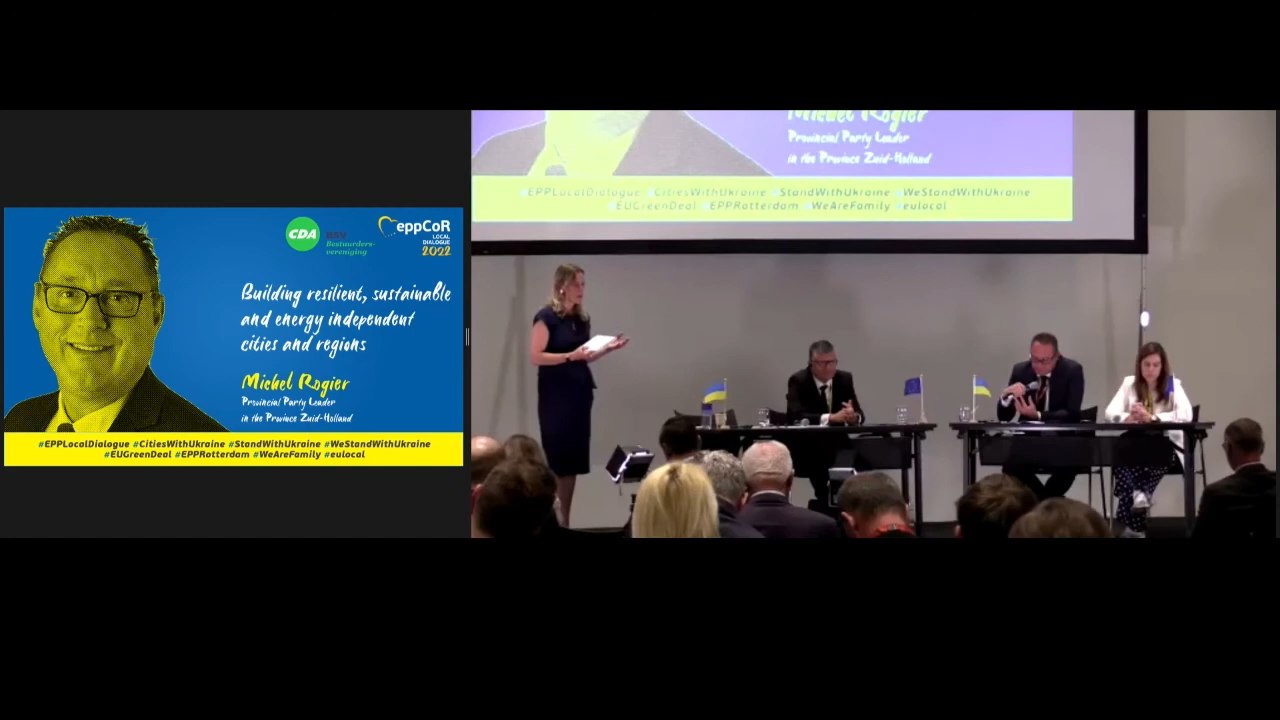 CDA
Bestuurders-
vereniging
eppCoR
LOCAL
DIALOGUE
2022
Building resilient, sustainable
and energy independent
cities and regions
Michel Rogier
Provincial Party Leader
in the Province Zuid-Holland
#EPPLocalDialogue #CitiesWithUkraine #StandWithUkraine #WeStandWithUkraine
#EUGreenDeal #EPPRotterdam #WeAreFamily #eulocal
Michel Rogier
Provincial Party Leader
in the Province Zuid-Holland
#EPPLocalDialogue #CitiesWithUkraine #StandWithUkraine #WeStandWithUkraine
#EUGreenDeal #EPPRotterdam #WeAreFamily #eulocal